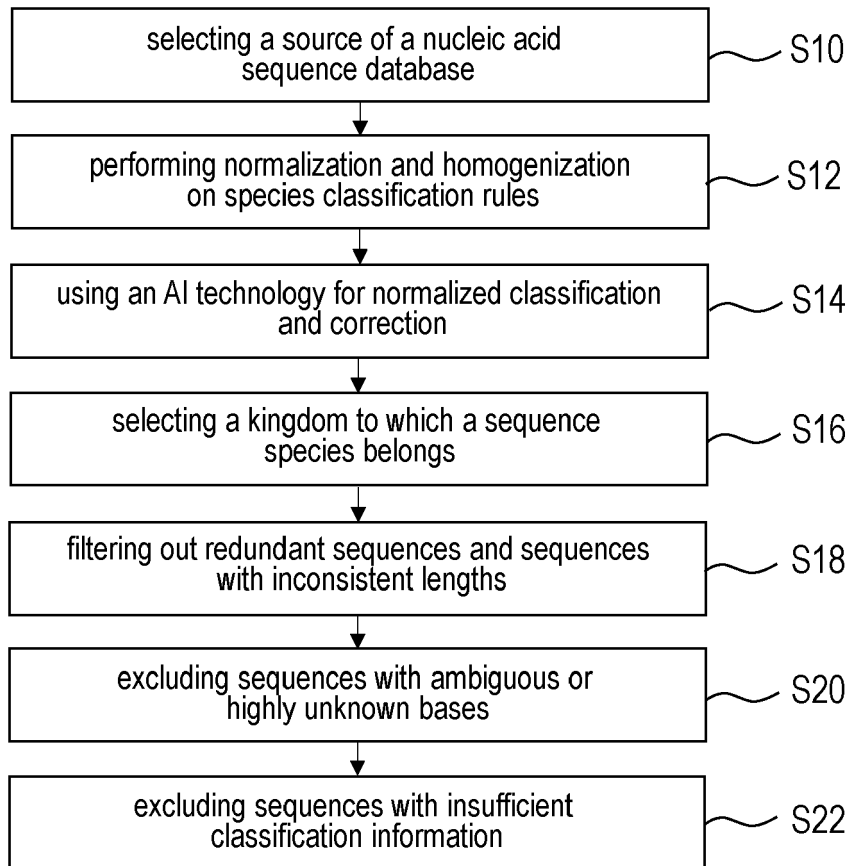 selecting a source of a nucleic acid
sequence database
S10
performing normalization and homogenization
on species classification rules
S12
using an AI technology for normalized classification
and correction
S14
selecting a kingdom to which a sequence
species belongs
S16
filtering out redundant sequences and sequences
with inconsistent lengths
S18
excluding sequences with ambiguous or
highly unknown bases
S20
excluding sequences with insufficient
classification information
S22